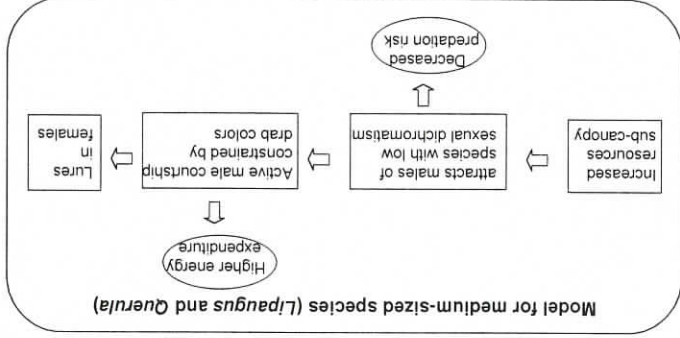 Model for medium-sized species (Lipaugus and Querula)
Higher energy
expenditure
Increased
resources
sub-canopy
attracts males of
species with low
sexual dichromatism
Active male courtship
constrained by
drab colors
Lures
in
females
Decreased
predation risk